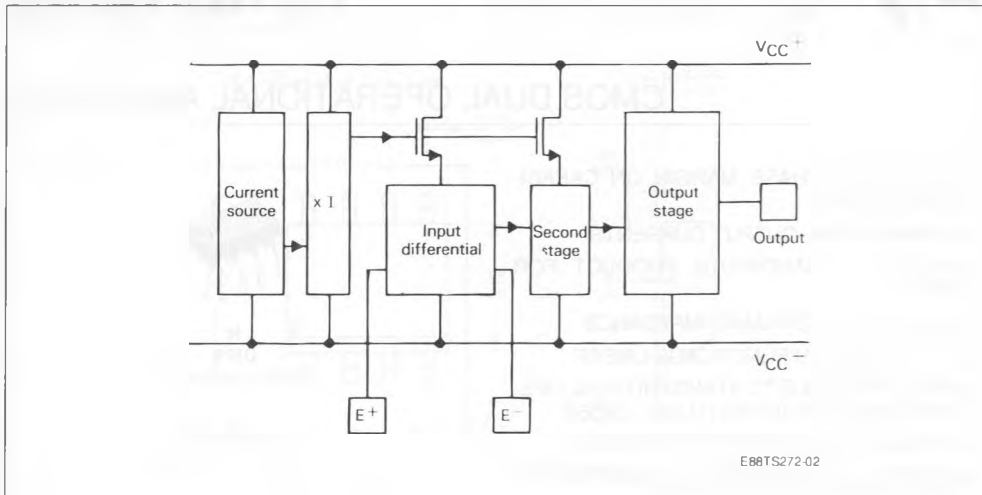 VCC+
Current source
x I
Input differential
Second stage
Output stage
Output
VCC-
E+
E-
E88TS272-02